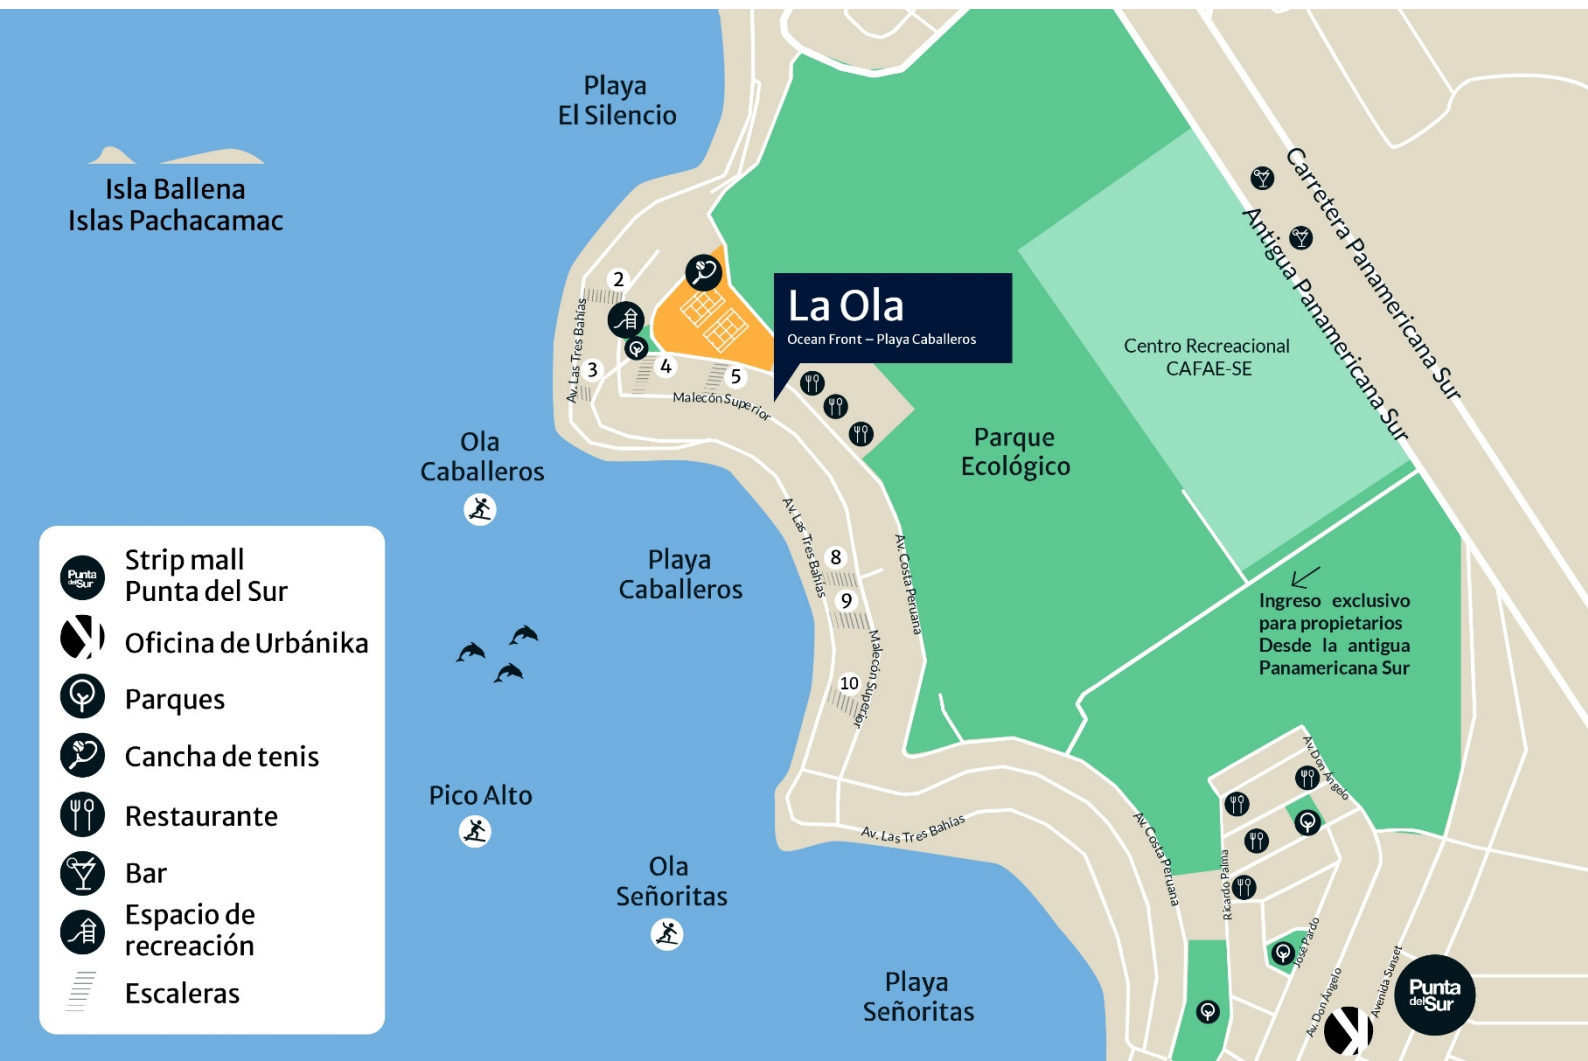 Playa
El Silencio
Isla Ballena
Islas Pachacamac
Carretera Panamericana Sur
Antigua Panamericana Sur
2
La Ola
Ocean Front – Playa Caballeros
Av. Las Tres Bahías
3
4
5
Malecón Superior
Centro Recreacional
CAFAE-SE
Parque
Ecológico
Ola
Caballeros
Playa
Caballeros
Av. Las Tres Bahías
8
9
10
Av. Costa Peruana
Malecón Superior
Ingreso exclusivo
para propietarios
Desde la antigua
Panamericana Sur
Punta
del Sur
Strip mall
Punta del Sur
Oficina de Urbánika
Parques
Cancha de tenis
Restaurante
Bar
Espacio de
recreación
Escaleras
Pico Alto
Ola
Señoritas
Playa
Señoritas
Av. Las Tres Bahías
Av. Costa Peruana
Av. Don Ángelo
Ricardo Palma
José Pardo
Av. Don Ángelo
Avenida Sunset
Punta
del Sur